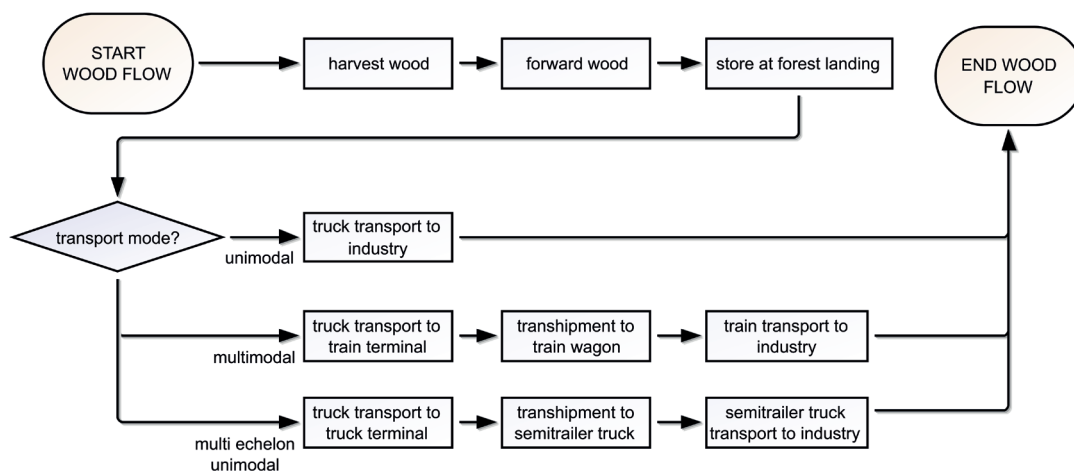 START
WOOD FLOW
harvest wood
forward wood
store at forest landing
END WOOD
FLOW
transport mode?
unimodal
truck transport to
industry
multimodal
truck transport to
train terminal
transhipment to
train wagon
train transport to
industry
multi echelon
unimodal
truck transport to
truck terminal
transhipment to
semitrailer truck
semitrailer truck
transport to industry